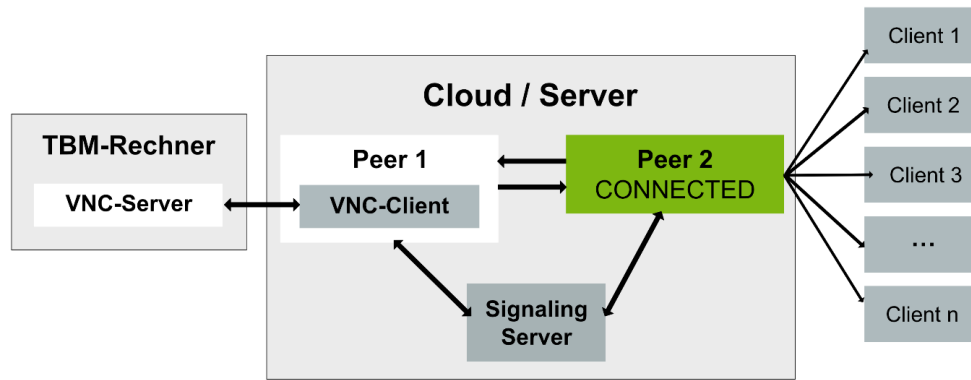 Cloud / Server
TBM-Rechner
VNC-Server
Peer 1
VNC-Client
Peer 2
CONNECTED
Signaling
Server
Client 1
Client 2
Client 3
...
Client n